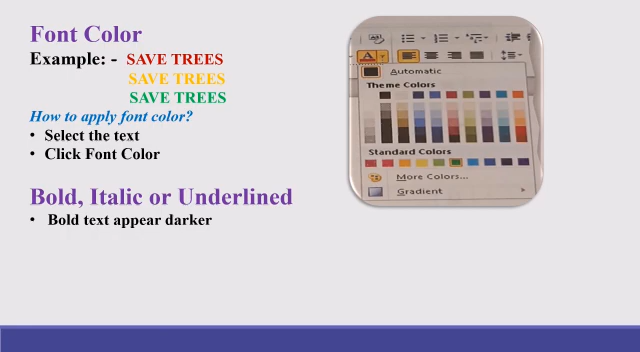 Font Color
Example: - SAVE TREES
SAVE TREES
SAVE TREES
How to apply font color?
• Select the text
• Click Font Color
Bold, Italic or Underlined
• Bold text appear darker
A
Automatic
Theme Colors
Standard Colors
More Colors...
Gradient